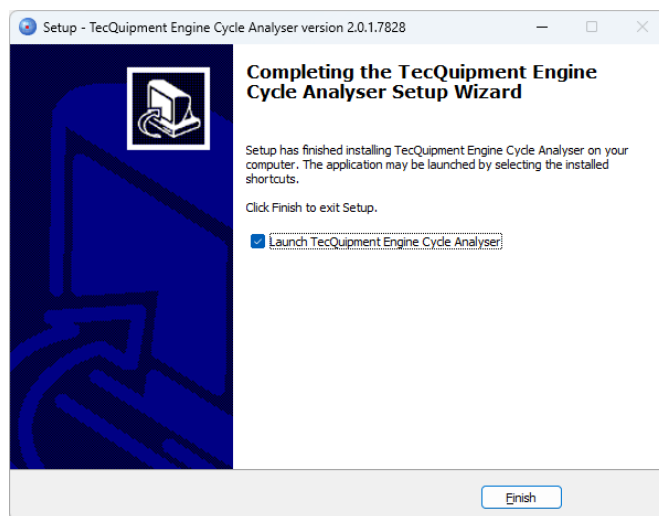 Setup - TecQuipment Engine Cycle Analyser version 2.0.1.7828
Completing the TecQuipment Engine
Cycle Analyser Setup Wizard
Setup has finished installing TecQuipment Engine Cycle Analyser on your
computer. The application may be launched by selecting the installed
shortcuts.
Click Finish to exit Setup.
Launch TecQuipment Engine Cycle Analyser
Finish